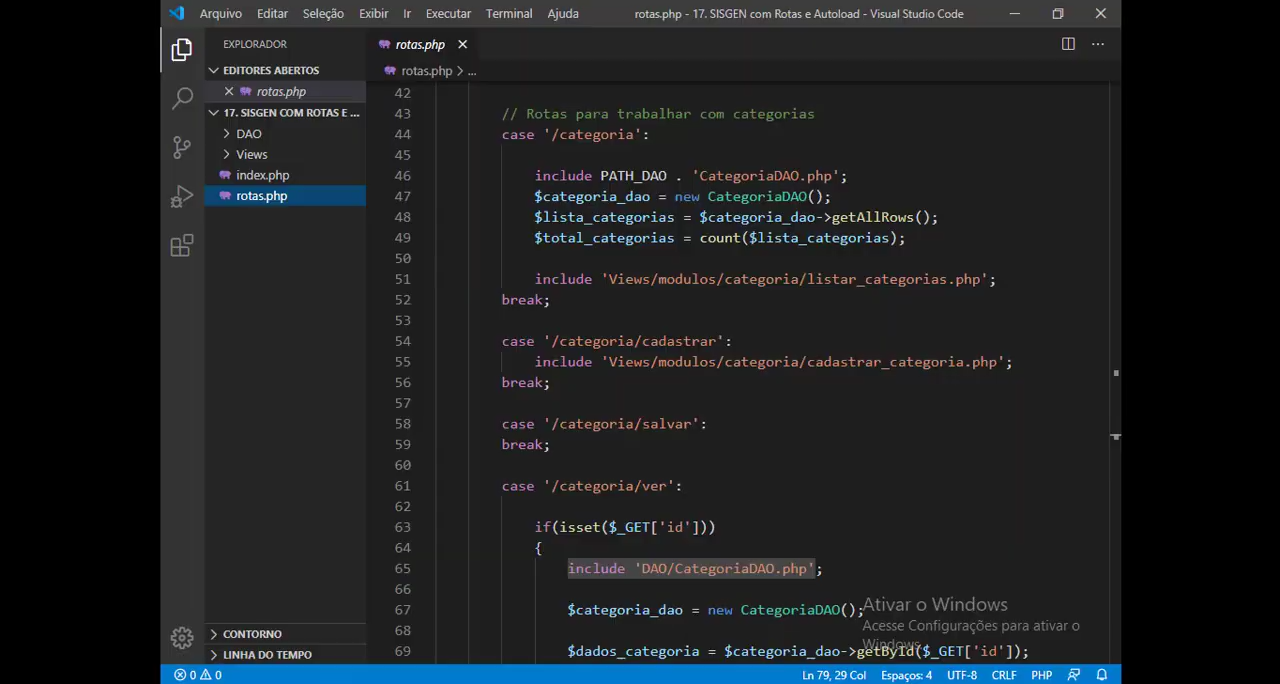 Arquivo Editar Seleção Exibir Ir Executar Terminal Ajuda rotas.php - 17. SISGEN com Rotas e Autoload - Visual Studio Code
EXPLORADOR
EDITORES ABERTOS
rotas.php
17. SISGEN COM ROTAS E ...
DAO
Views
index.php
rotas.php
CONTORNO
LINHA DO TEMPO
rotas.php
rotas.php > ...
42
43 // Rotas para trabalhar com categorias
44 case '/categoria':
45
46 include PATH_DAO . 'CategoriaDAO.php';
47 $categoria_dao = new CategoriaDAO();
48 $lista_categorias = $categoria_dao->getAllRows();
49 $total_categorias = count($lista_categorias);
50
51 include 'Views/modulos/categoria/listar_categorias.php';
52 break;
53
54 case '/categoria/cadastrar':
55 include 'Views/modulos/categoria/cadastrar_categoria.php';
56 break;
57
58 case '/categoria/salvar':
59 break;
60
61 case '/categoria/ver':
62
63 if(isset($_GET['id']))
64 {
65 include 'DAO/CategoriaDAO.php';
66
67 $categoria_dao = new CategoriaDAO();
68
69 $dados_categoria = $categoria_dao->getById($_GET['id']);
Ativar o Windows
Acesse Configurações para ativar o
Windows.
0 0 Ln 79, 29 Col Espaços: 4 UTF-8 CRLF PHP